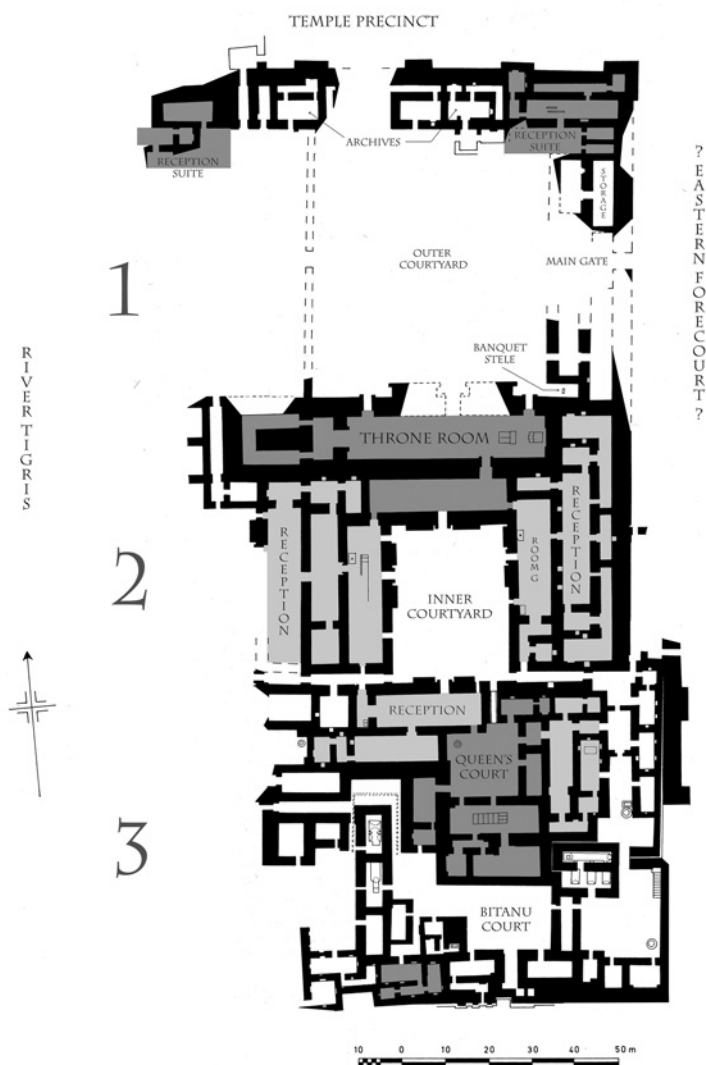 TEMPLE PRECINCT
ARCHIVES
RECEPTION
SUITE
RECEPTION
SUITE
STORAGE
? EASTERN FORECOURT ?
OUTER
COURTYARD
MAIN GATE
1
BANQUET
STELE
RIVER TIGRIS
THRONE ROOM
RECEPTION
ROOM G
RECEPTION
2
INNER
COURTYARD
RECEPTION
QUEEN'S
COURT
3
BITANU
COURT
10 0 10 20 30 40 50 m